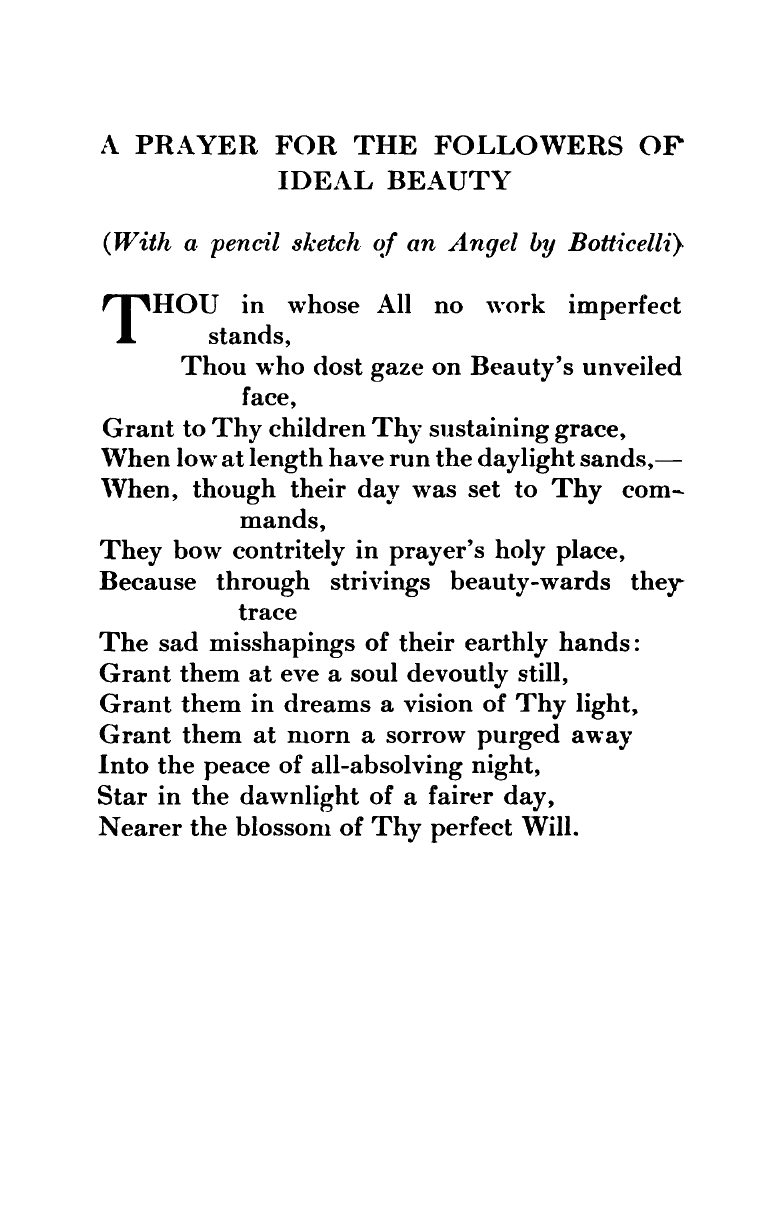 A PRAYER FOR THE FOLLOWERS OF
IDEAL BEAUTY
(With a pencil sketch of an Angel by Botticelli)
THOU in whose All no work imperfect
stands,
Thou who dost gaze on Beauty's unveiled
face,
Grant to Thy children Thy sustaining grace,
When low at length have run the daylight sands,—
When, though their day was set to Thy com-
mands,
They bow contritely in prayer's holy place,
Because through strivings beauty-wards they
trace
The sad misshapings of their earthly hands:
Grant them at eve a soul devoutly still,
Grant them in dreams a vision of Thy light,
Grant them at morn a sorrow purged away
Into the peace of all-absolving night,
Star in the dawnlight of a fairer day,
Nearer the blossom of Thy perfect Will.